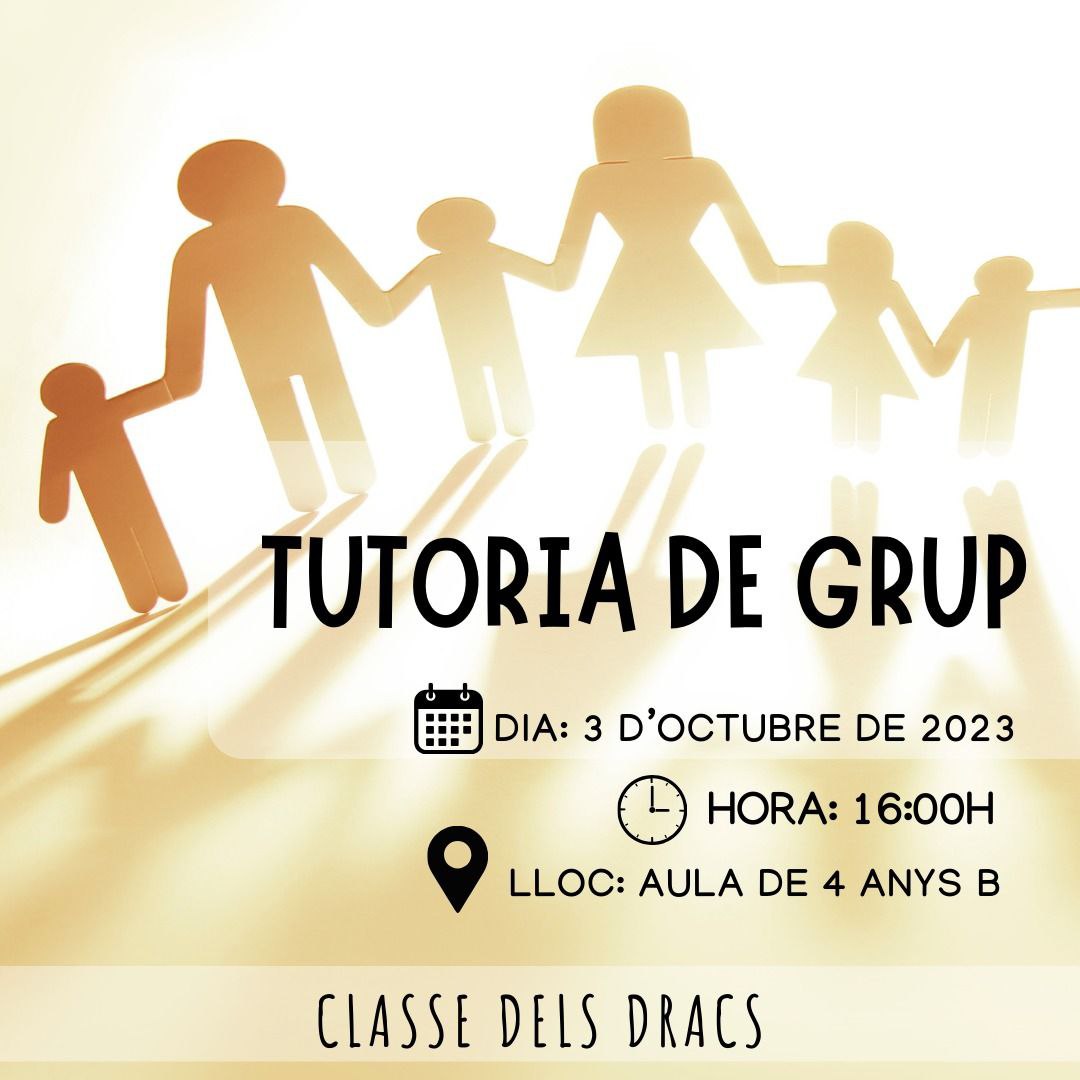 TUTORIA DE GRUP
DIA: 3 D'OCTUBRE DE 2023
HORA: 16:00H
LLOC: AULA DE 4 ANYS B
CLASSE DELS DRACS